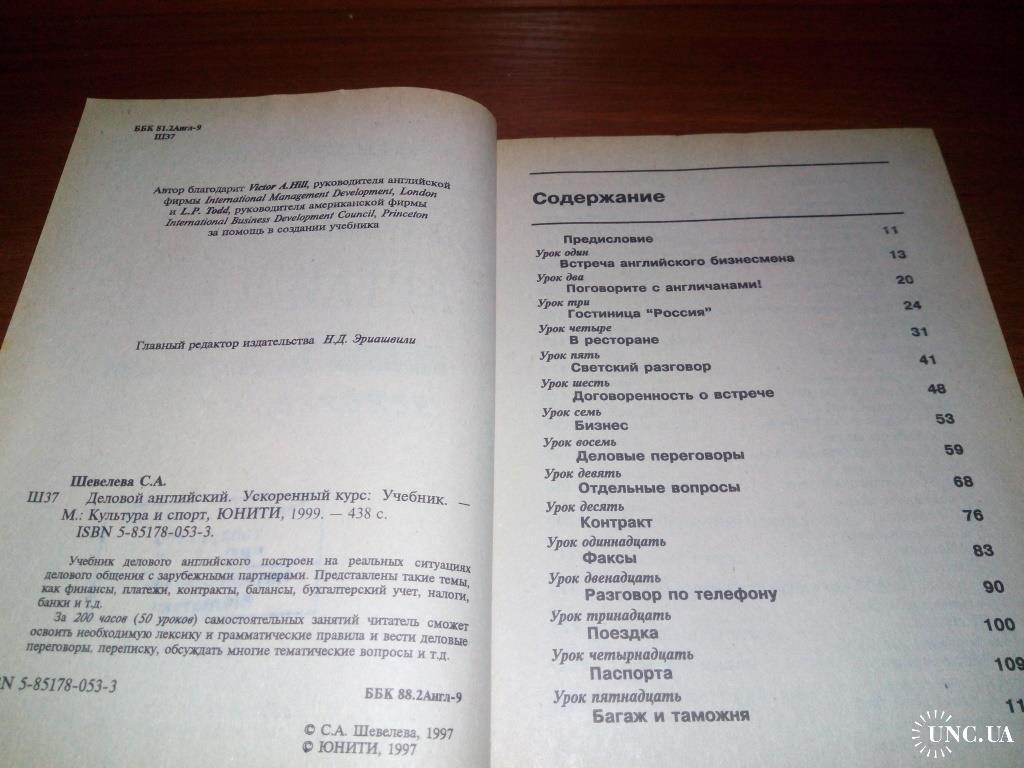 ББК 81.2Англ-9
Ш37
Автор благодарит Victor A.Hill, руководителя английской
фирмы International Management Development, London
и L.P. Todd, руководителя американской фирмы
International Business Development Council, Princeton
за помощь в создании учебника
Главный редактор издательства Н.Д. Эриашвили
Шевелева С.А.
Ш37 Деловой английский. Ускоренный курс: Учебник. —
М.: Культура и спорт, ЮНИТИ, 1999. — 438 с.
ISBN 5-85178-053-3.
Учебник делового английского построен на реальных ситуациях
делового общения с зарубежными партнерами. Представлены такие темы,
как финансы, платежи, контракты, балансы, бухгалтерский учет, налоги,
банки и т.д.
За 200 часов (50 уроков) самостоятельных занятий читатель сможет
освоить необходимую лексику и грамматические правила и вести деловые
переговоры, переписку, обсуждать многие тематические вопросы и т.д.
BN 5-85178-053-3
ББК 88.2Англ-9
© С.А. Шевелева, 1997
© ЮНИТИ, 1997
Содержание
Предисловие 11
Урок один
Встреча английского бизнесмена 13
Урок два
Поговорите с англичанами! 20
Урок три
Гостиница "Россия" 24
Урок четыре
В ресторане 31
Урок пять
Светский разговор 41
Урок шесть
Договоренность о встрече 48
Урок семь
Бизнес 53
Урок восемь
Деловые переговоры 59
Урок девять
Отдельные вопросы 68
Урок десять
Контракт 76
Урок одиннадцать
Факсы 83
Урок двенадцать
Разговор по телефону 90
Урок тринадцать
Поездка 100
Урок четырнадцать
Паспорта 109
Урок пятнадцать
Багаж и таможня 11
UNC.UA